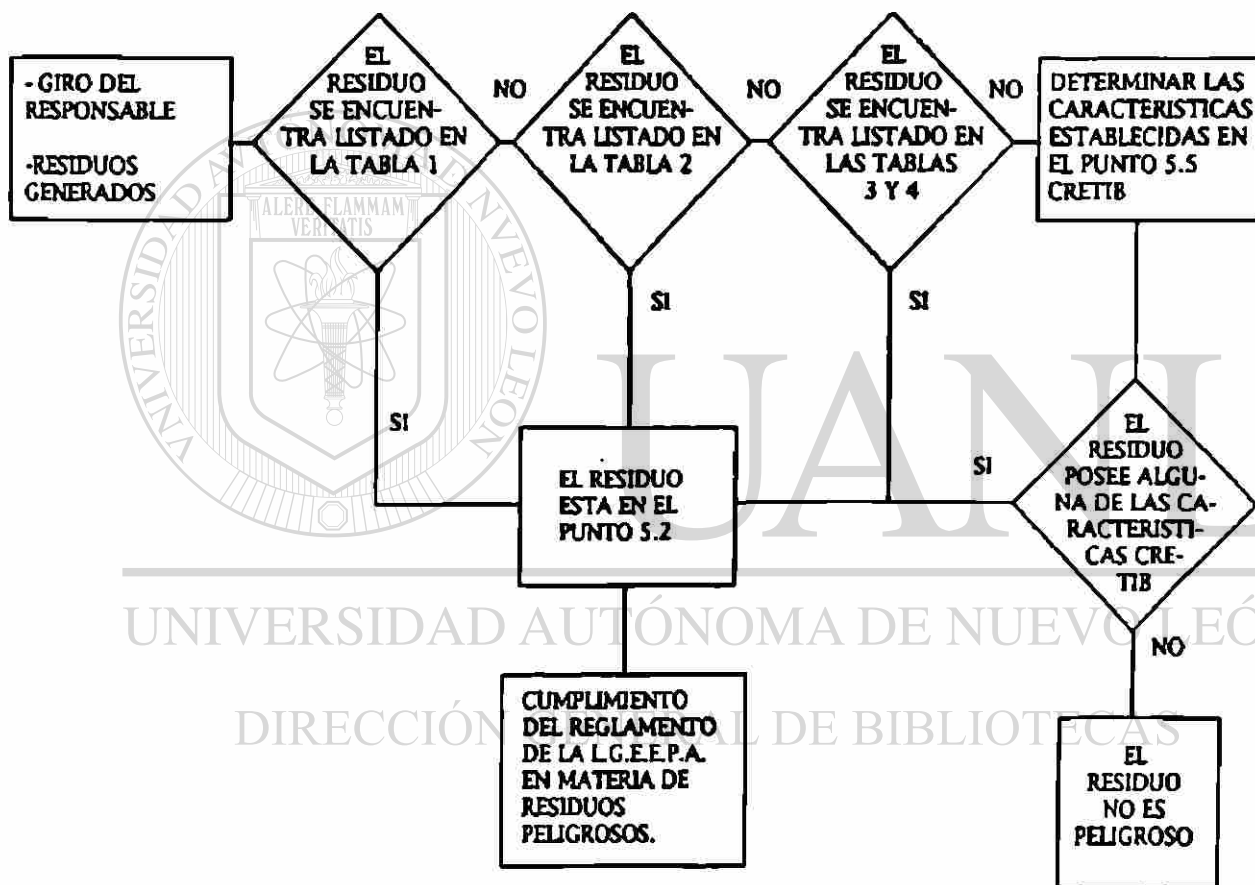 - GIRO DEL
RESPONSABLE
-RESIDUOS
GENERADOS
EL
RESIDUO
SE ENCUEN-
TRA LISTADO EN
LA TABLA 1
NO
EL
RESIDUO
SE ENCUEN-
TRA LISTADO EN
LA TABLA 2
NO
EL
RESIDUO
SE ENCUEN-
TRA LISTADO EN
LAS TABLAS
3 Y 4
NO
DETERMINAR LAS
CARACTERISTICAS
ESTABLECIDAS EN
EL PUNTO 5.5
CRETIB
SI
SI
SI
EL RESIDUO
ESTA EN EL
PUNTO 5.2
SI
EL
RESIDUO
POSEE ALGU-
NA DE LAS CA-
RACTERISTI-
CAS CRE-
TIB
NO
CUMPLIMIENTO
DEL REGLAMENTO
DE LA L.G.E.E.P.A.
EN MATERIA DE
RESIDUOS
PELIGROSOS.
EL
RESIDUO
NO ES
PELIGROSO
UNIVERSIDAD AUTÓNOMA DE NUEVO LEÓN
ALERE FLAMMAM
VERITATIS
UANL
UNIVERSIDAD AUTÓNOMA DE NUEVO LEÓ
DIRECCIÓN GENERAL DE BIBLIOTECAS